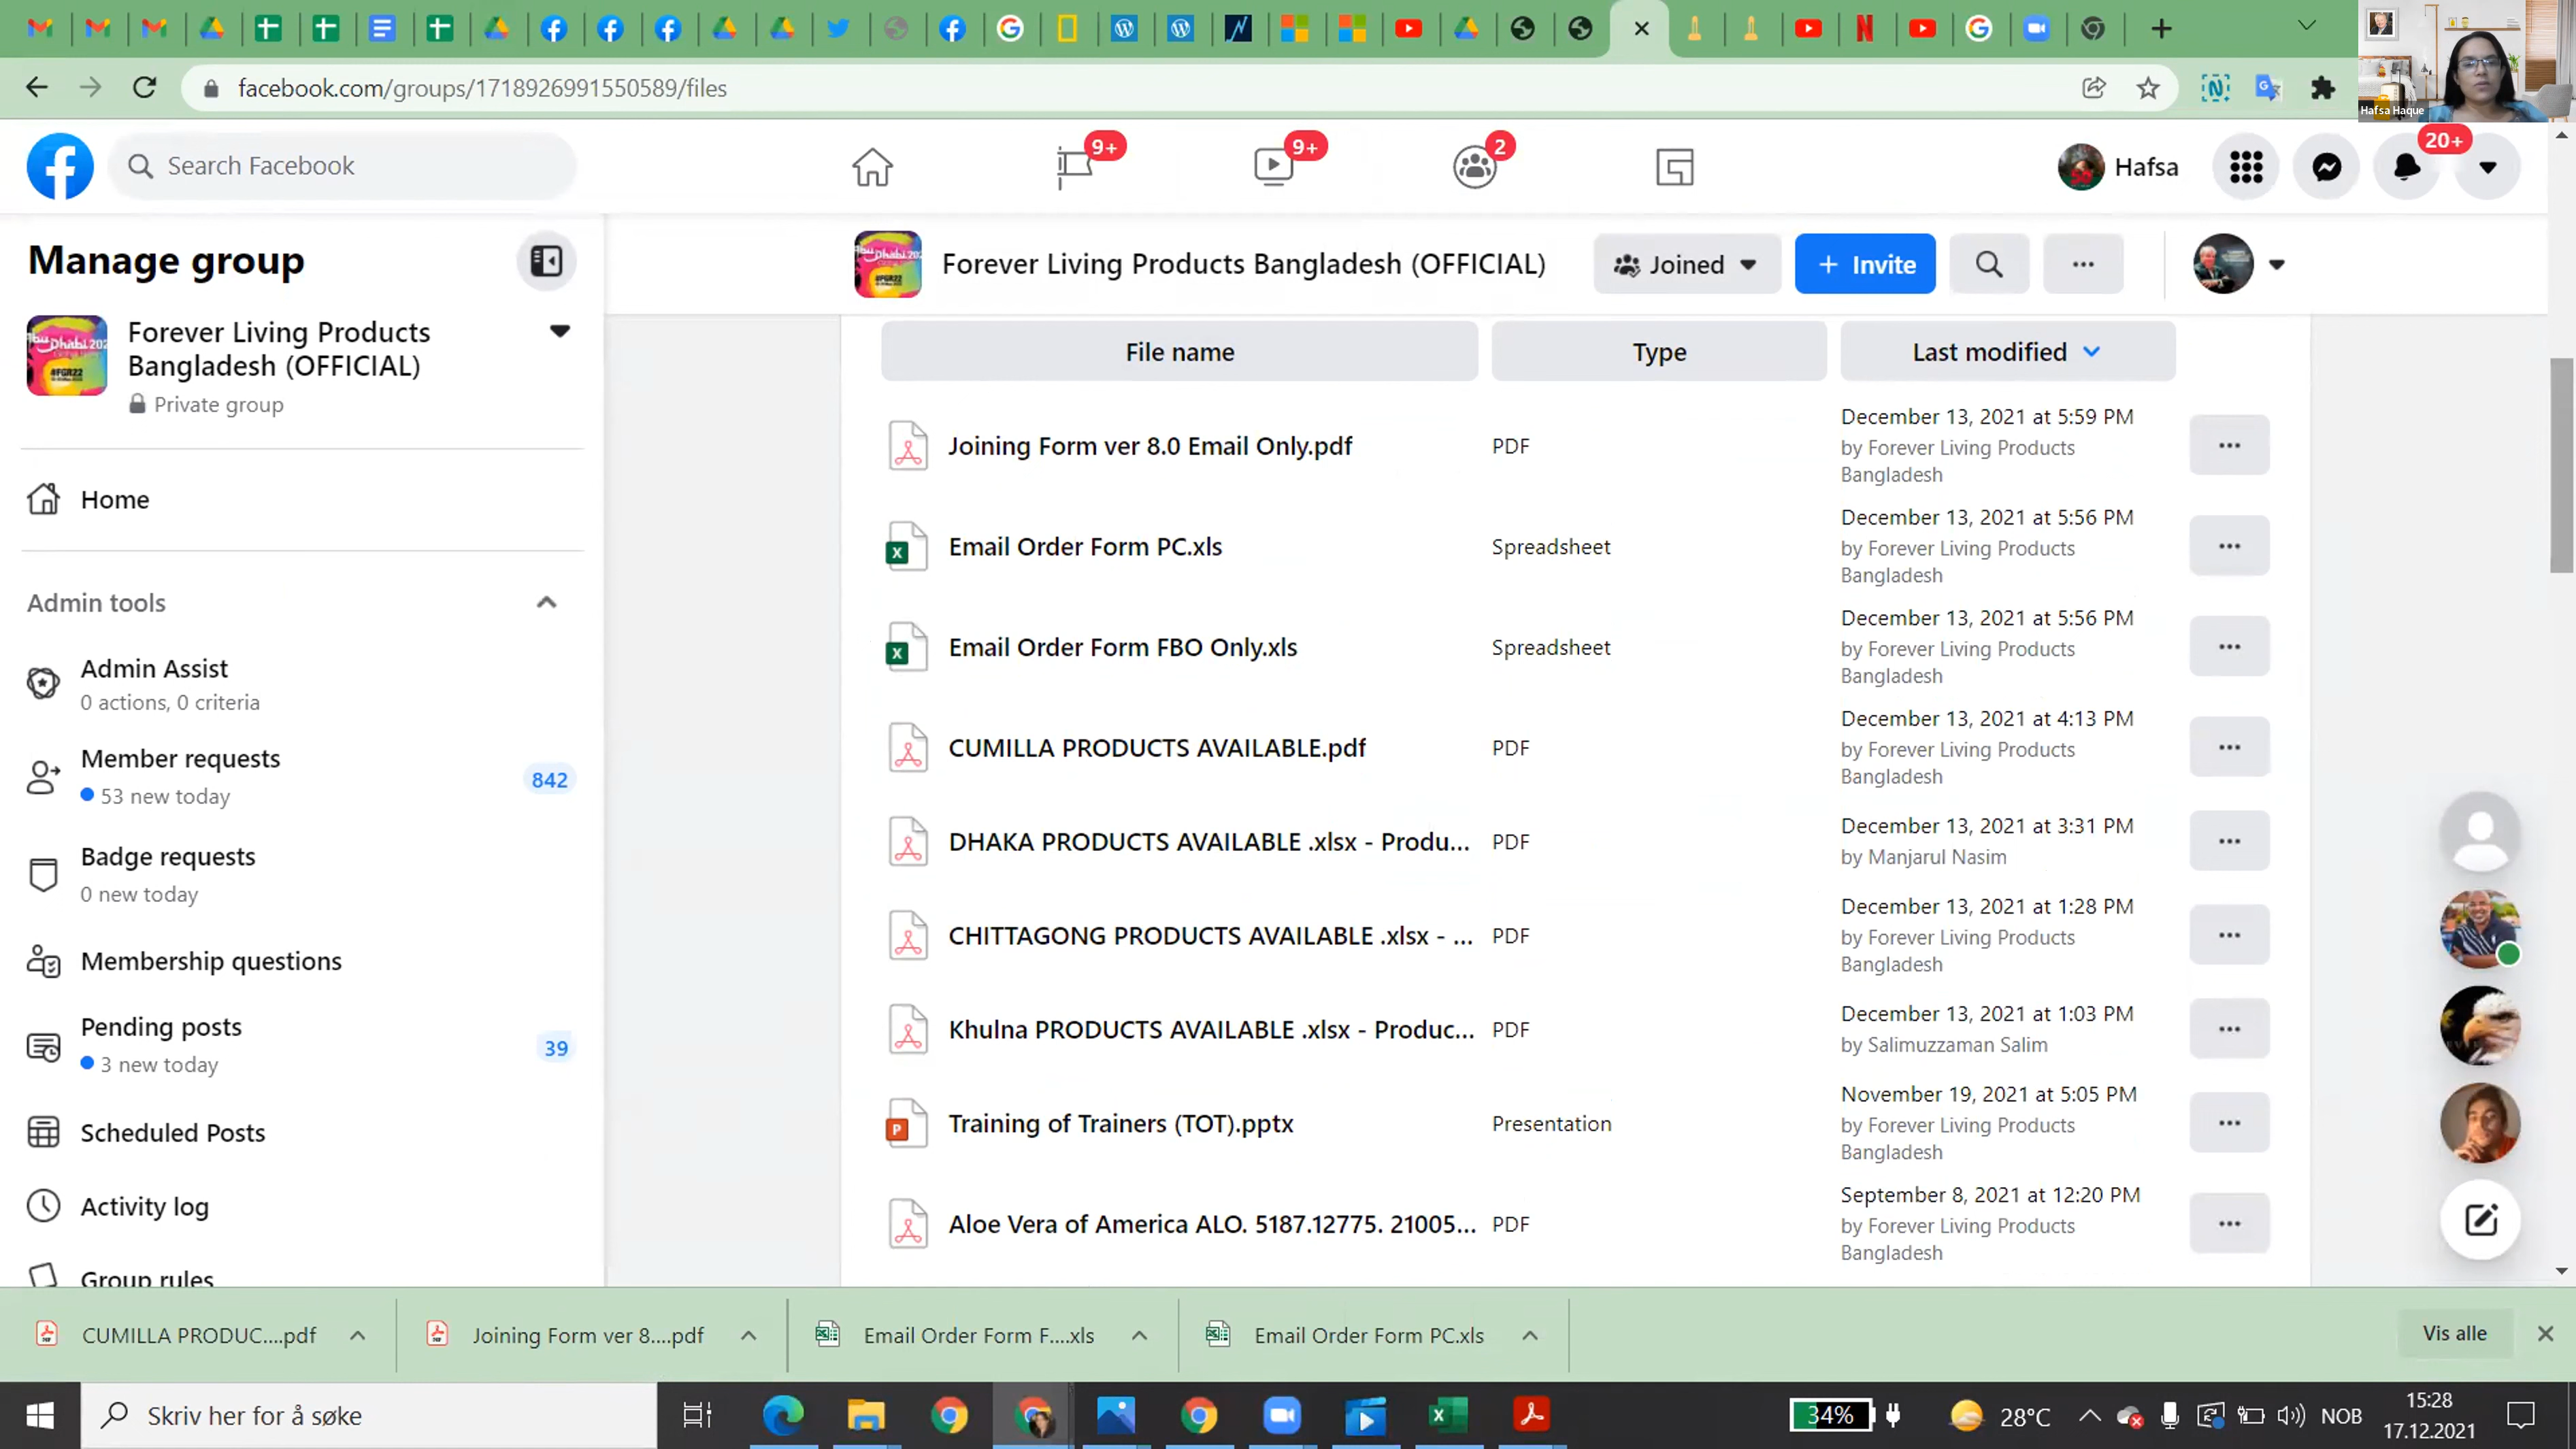 facebook.com/groups/1718926991550589/files
Hafsa Haque
Search Facebook
9+
9+
2
Hafsa
20+
Manage group
Forever Living Products
Bangladesh (OFFICIAL)
Private group
Home
Admin tools
Admin Assist
0 actions, 0 criteria
Member requests
53 new today
842
Badge requests
0 new today
Membership questions
Pending posts
3 new today
39
Scheduled Posts
Activity log
Group rules
Forever Living Products Bangladesh (OFFICIAL)
Joined
+ Invite
File name
Type
Last modified
Joining Form ver 8.0 Email Only.pdf
PDF
December 13, 2021 at 5:59 PM
by Forever Living Products
Bangladesh
Email Order Form PC.xls
Spreadsheet
December 13, 2021 at 5:56 PM
by Forever Living Products
Bangladesh
Email Order Form FBO Only.xls
Spreadsheet
December 13, 2021 at 5:56 PM
by Forever Living Products
Bangladesh
CUMILLA PRODUCTS AVAILABLE.pdf
PDF
December 13, 2021 at 4:13 PM
by Forever Living Products
Bangladesh
DHAKA PRODUCTS AVAILABLE .xlsx - Produ...
PDF
December 13, 2021 at 3:31 PM
by Manjarul Nasim
CHITTAGONG PRODUCTS AVAILABLE .xlsx - ...
PDF
December 13, 2021 at 1:28 PM
by Forever Living Products
Bangladesh
Khulna PRODUCTS AVAILABLE .xlsx - Produc...
PDF
December 13, 2021 at 1:03 PM
by Salimuzzaman Salim
Training of Trainers (TOT).pptx
Presentation
November 19, 2021 at 5:05 PM
by Forever Living Products
Bangladesh
Aloe Vera of America ALO. 5187.12775. 21005...
PDF
September 8, 2021 at 12:20 PM
by Forever Living Products
Bangladesh
CUMILLA PRODUC....pdf
Joining Form ver 8....pdf
Email Order Form F....xls
Email Order Form PC.xls
Vis alle
Skriv her for å søke
34%
28°C
NOB
15:28
17.12.2021